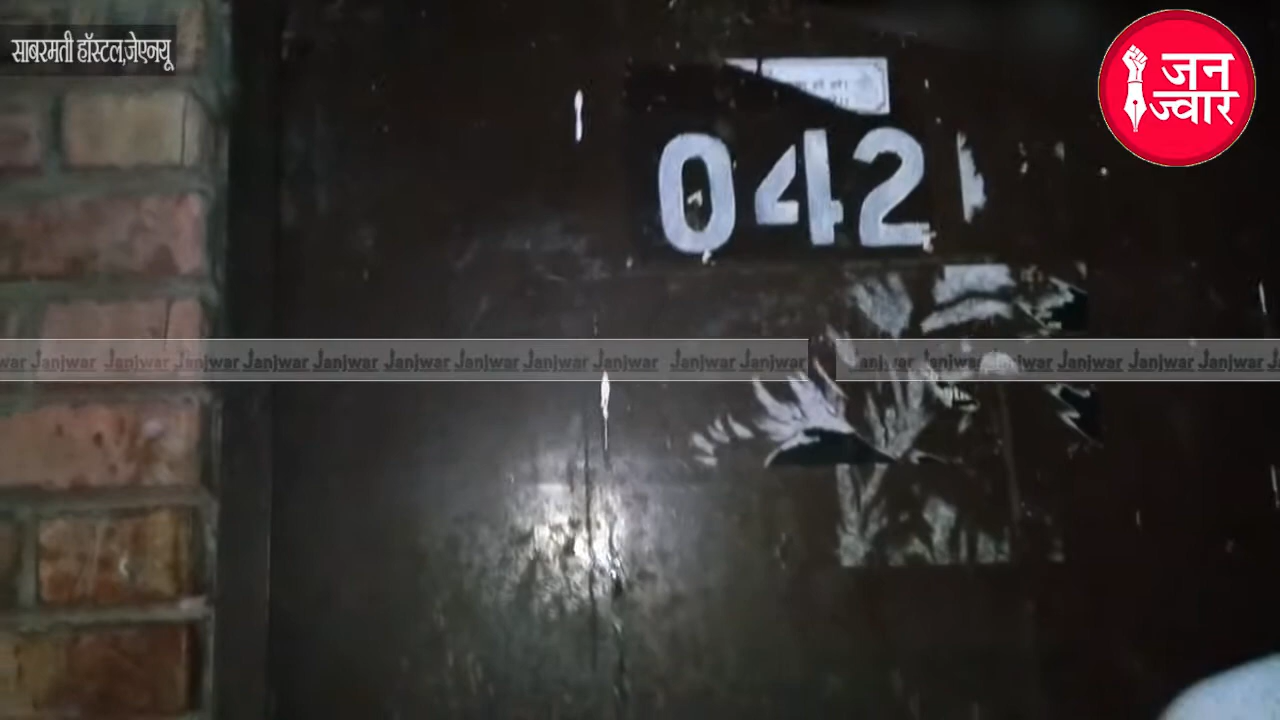 साबरमती हॉस्टल,जेएनयू
जन
ज्वार
042
Janjwar Janjwar Janjwar Janjwar Janjwar Janjwar Janjwar Janjwar Janjwar Janjwar Janjwar Janjwar Janjwar Janjwar Janjwar